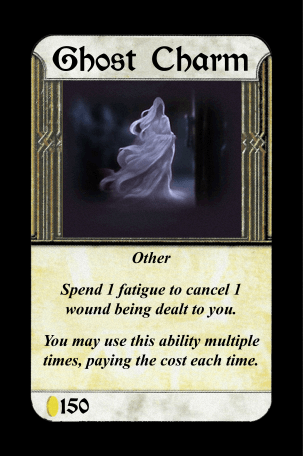 Ghost Charm
Other
Spend 1 fatigue to cancel 1
wound being dealt to you.
You may use this ability multiple
times, paying the cost each time.
150